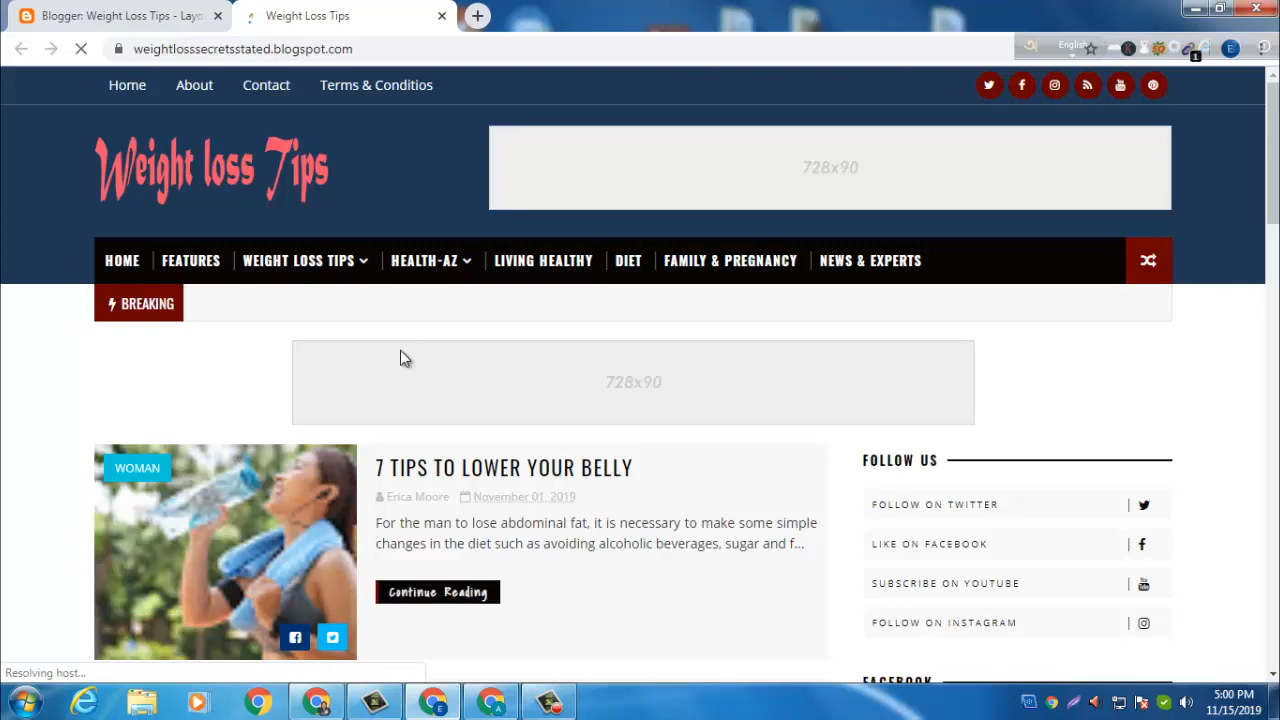 Blogger: Weight Loss Tips - Layo
Weight Loss Tips
weightlosssecretsstated.blogspot.com
English
1
E
Home
About
Contact
Terms & Conditios
Weight loss Tips
728x90
HOME
FEATURES
WEIGHT LOSS TIPS
HEALTH-AZ
LIVING HEALTHY
DIET
FAMILY & PREGNANCY
NEWS & EXPERTS
BREAKING
728x90
WOMAN
7 TIPS TO LOWER YOUR BELLY
Erica Moore
November 01, 2019
For the man to lose abdominal fat, it is necessary to make some simple
changes in the diet such as avoiding alcoholic beverages, sugar and f...
Continue Reading
FOLLOW US
FOLLOW ON TWITTER
LIKE ON FACEBOOK
SUBSCRIBE ON YOUTUBE
FOLLOW ON INSTAGRAM
FACEBOOK
Resolving host...
5:00 PM
11/15/2019